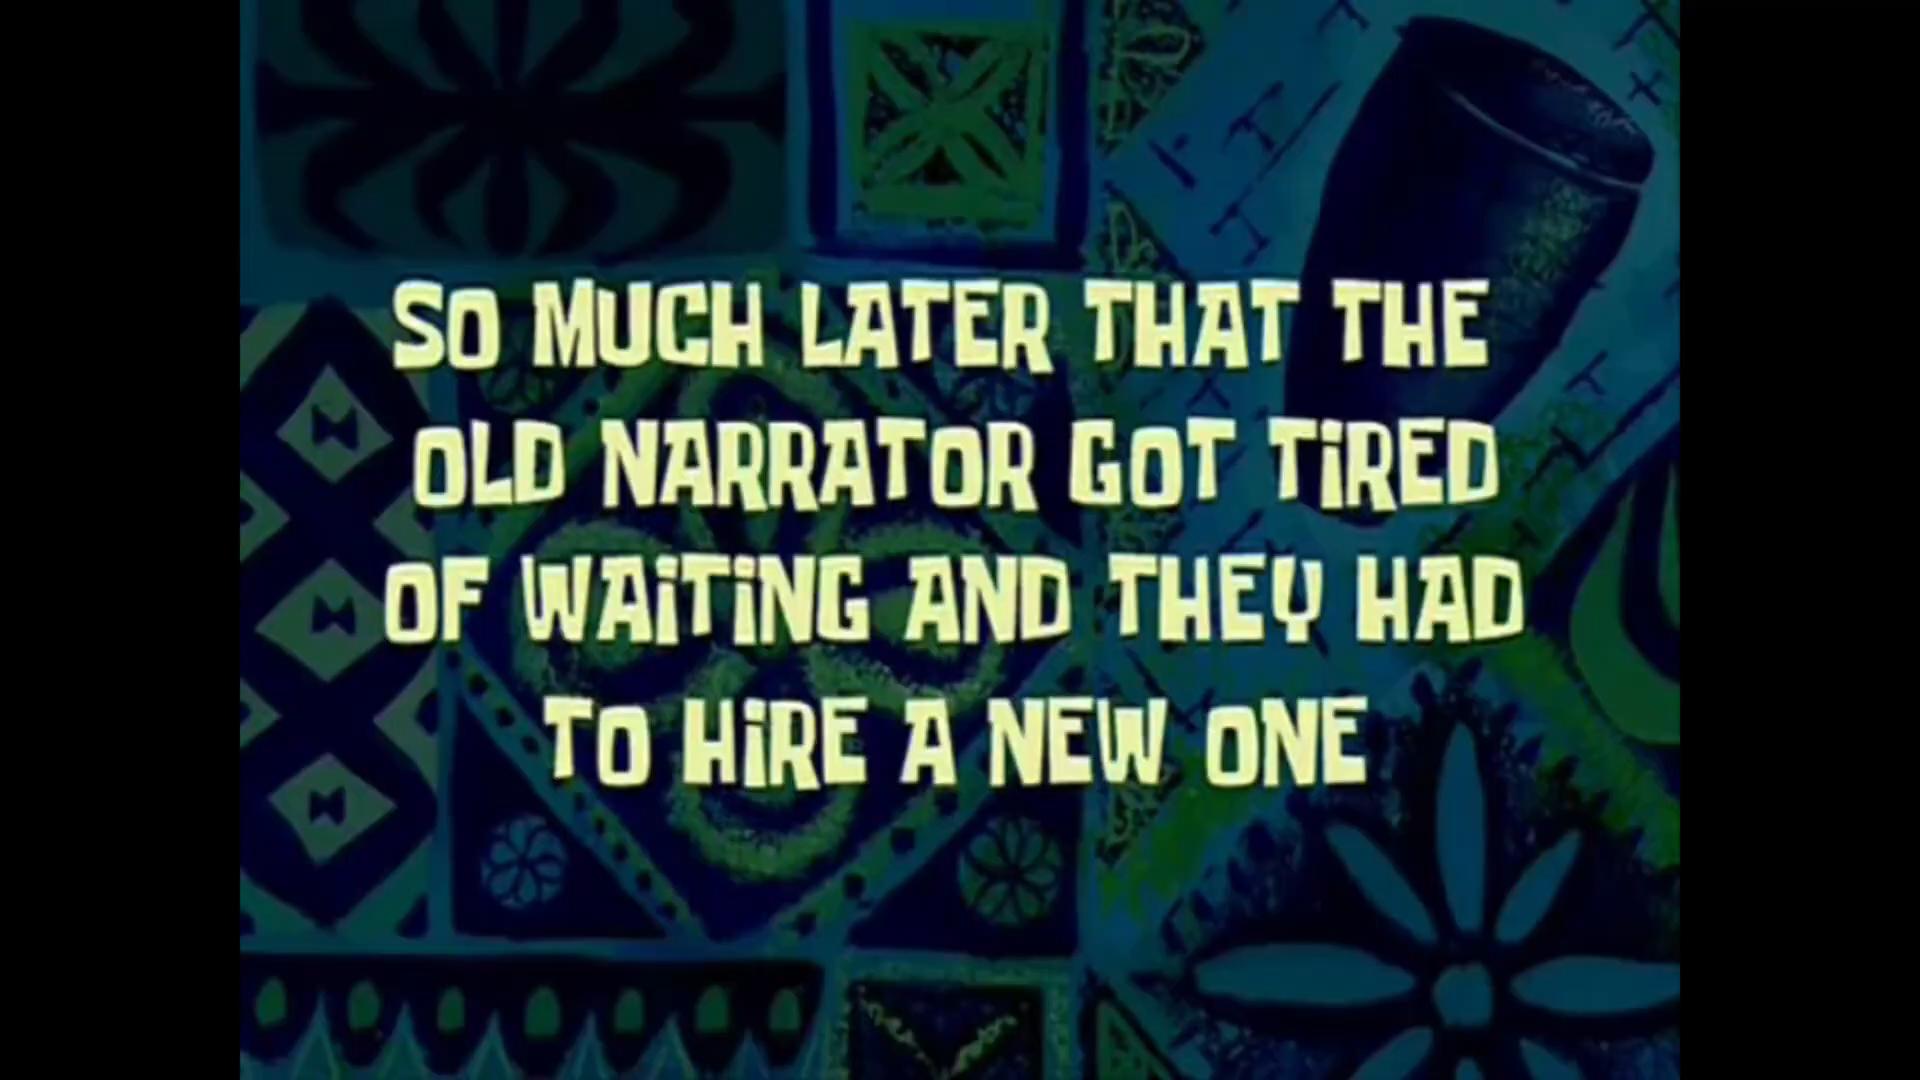 SO MUCH LATER THAT THE
OLD NARRATOR GOT TiRED
OF WAiTiNG AND THEY HAD
TO HiRE A NEW ONE